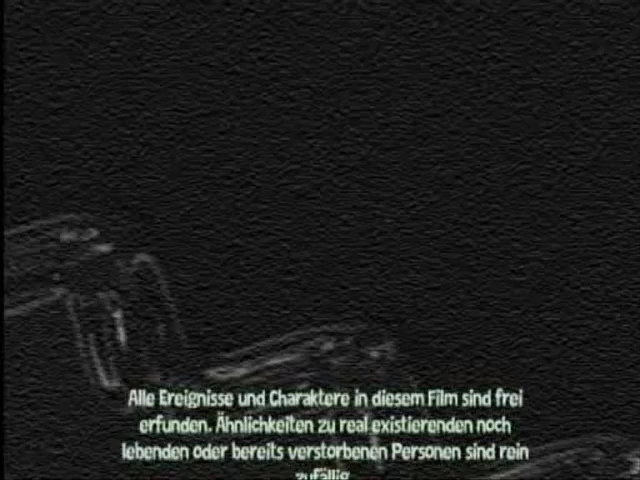 Alle Ereignisse und Charaktere in diesem Film sind frei
erfunden. Ähnlichkeiten zu real existierenden noch
lebenden oder bereits verstorbenen Personen sind rein
zufällig